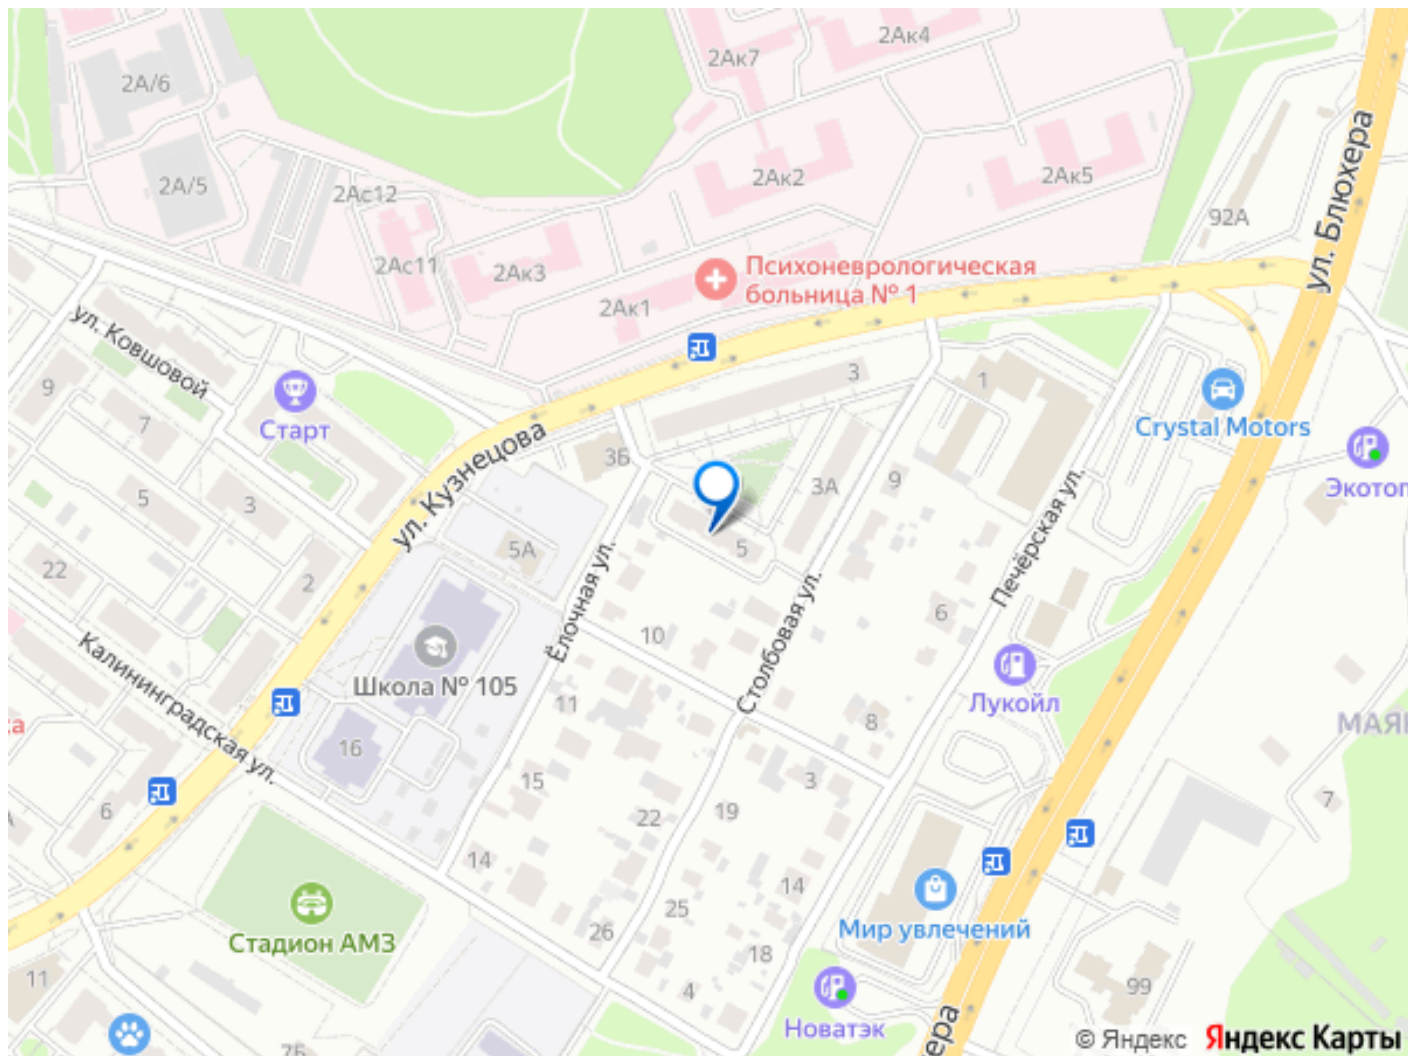 2Ак4
2Ак7
2А/6
2Ак2
2Ак5
2А/5
2Ас12
92А
ул. Блюхера
2Ас11
2Ак3
Психоневрологическая
больница № 1
2Ак1
ул. Ковшовой
9
7
Старт
3
1
Crystal Motors
ул. Кузнецова
3Б
3А
9
Экотоп
5
3
5А
5
22
2
Ёлочная ул.
Печёрская ул.
Столбовая ул.
6
10
Калининградская ул.
Школа № 105
11
Лукойл
8
МАЯ
ка
16
15
3
7
6
22
19
14
14
Мир увлечений
Стадион АМЗ
25
26
18
11
4
99
Новатэк
ера
7Б
© Яндекс
Яндекс Карты